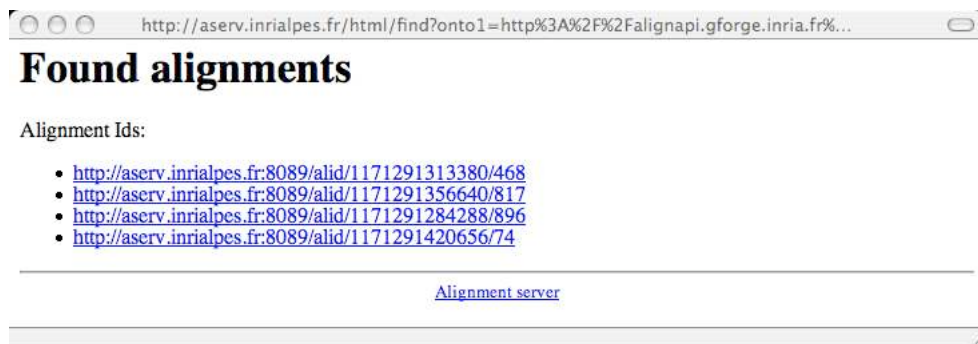 http://aserv.inrialpes.fr/html/find?onto1=http%3A%2F%2Falignapi.gforge.inria.fr%...
Found alignments
Alignment Ids:
• http://aserv.inrialpes.fr:8089/alid/1171291313380/468
• http://aserv.inrialpes.fr:8089/alid/1171291356640/817
• http://aserv.inrialpes.fr:8089/alid/1171291284288/896
• http://aserv.inrialpes.fr:8089/alid/1171291420656/74
Alignment server